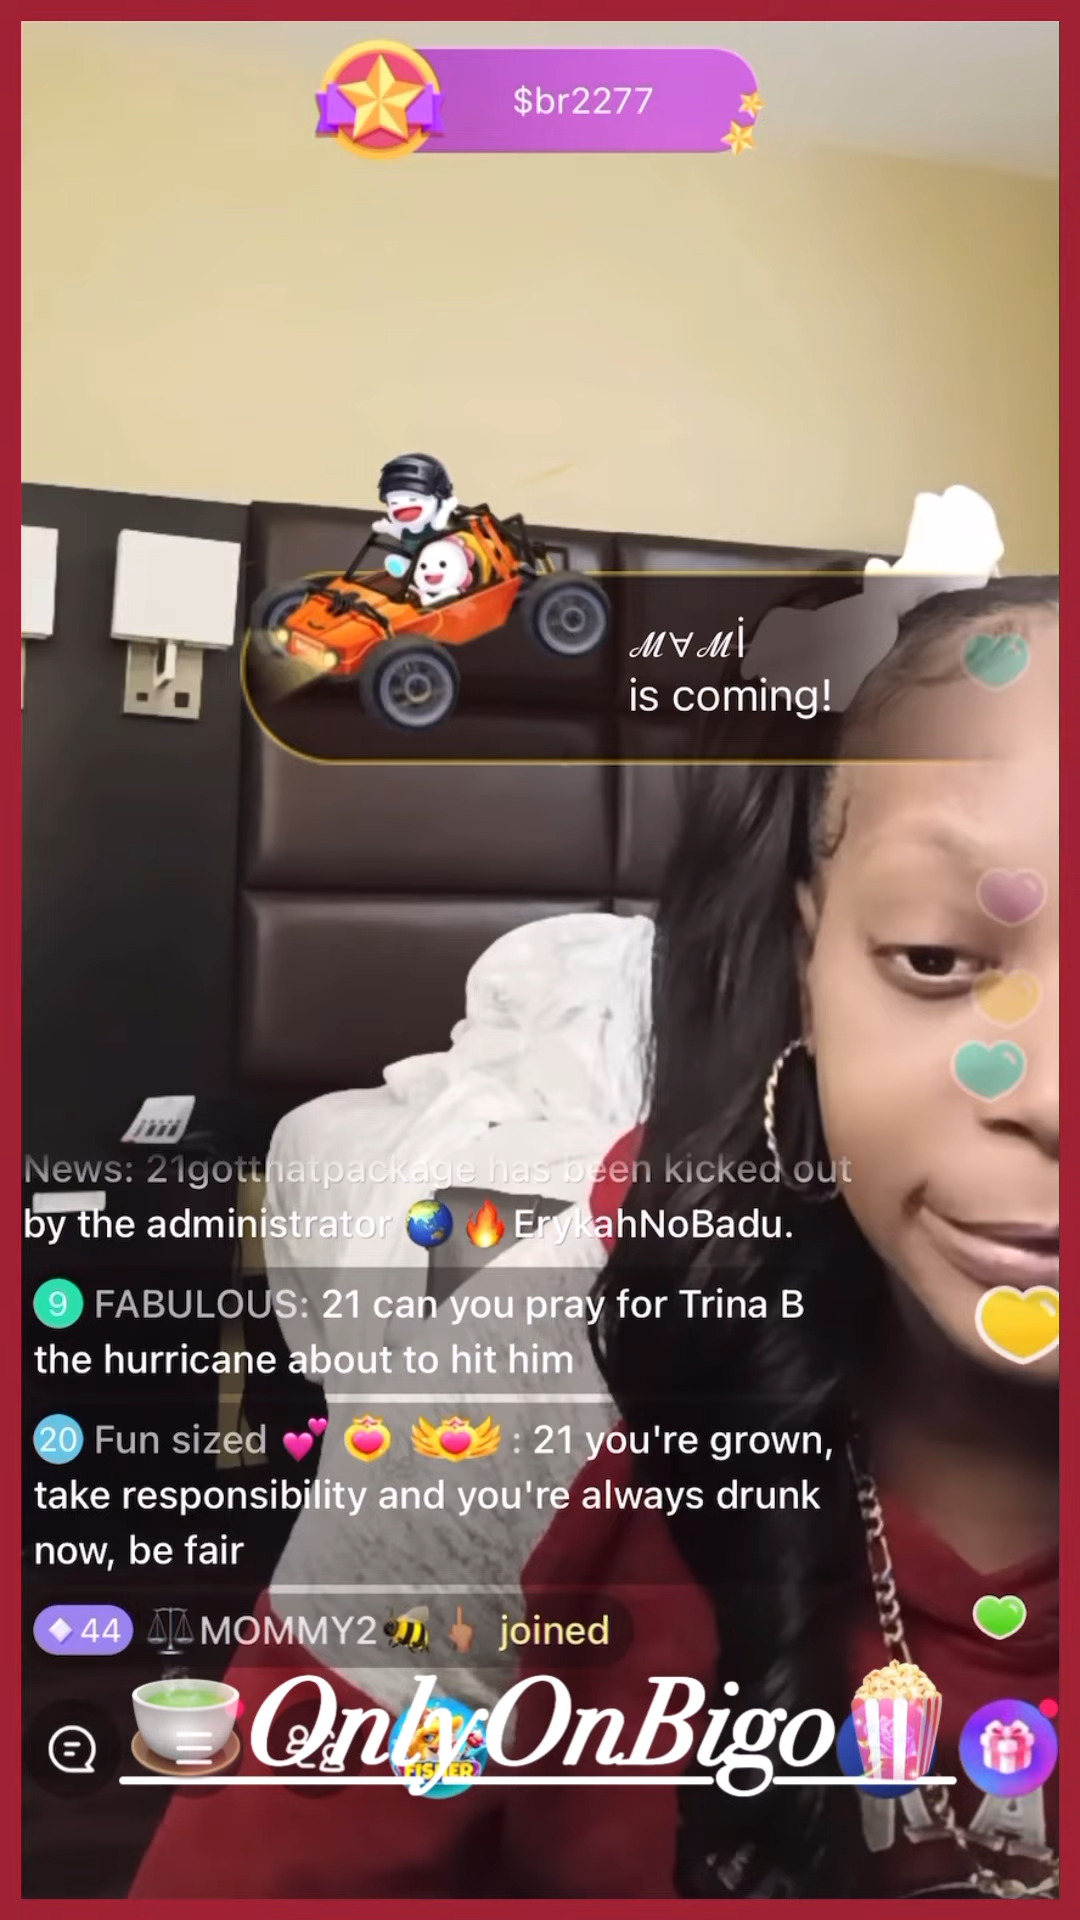 $br2277
ℳ∀ℳi
is coming!
News: 21gotthatpackage has been kicked out
by the administrator 🌏 🔥 ErykahNoBadu.
9 FABULOUS: 21 can you pray for Trina B
the hurricane about to hit him
20 Fun sized 💕 : 21 you're grown,
take responsibility and you're always drunk
now, be fair
44 ⚖️MOMMY2🐝🖕🏽 joined
OnlyOnBigo
FISHER